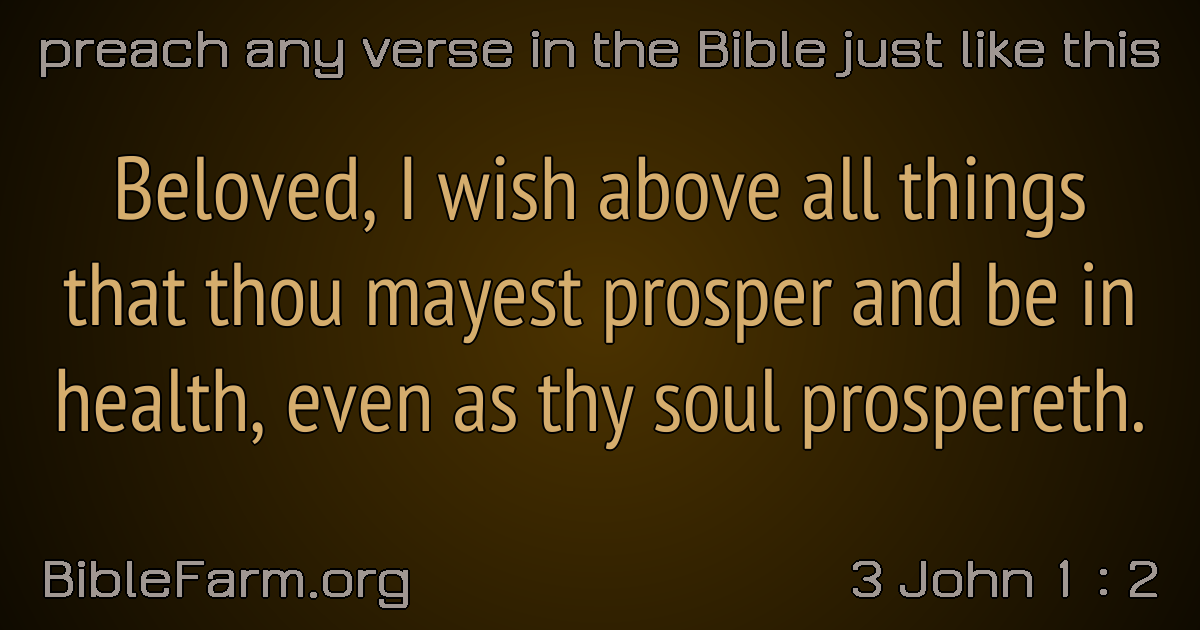 preach any verse in the Bible just like this
Beloved, I wish above all things
that thou mayest prosper and be in
health, even as thy soul prospereth.
BibleFarm.org
3 John 1 : 2